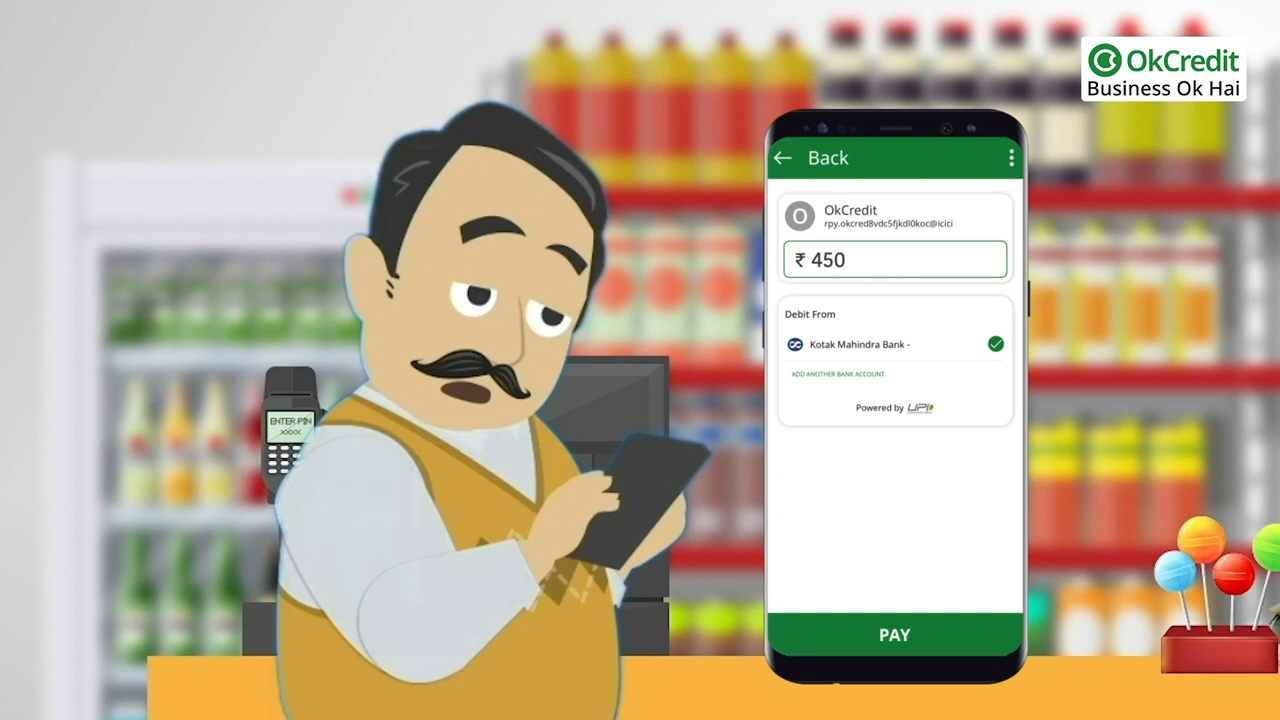 OkCredit
Business Ok Hai
Back
O
OkCredit
rpy.okcred8vdc5fjkdl0koc@icici
₹ 450
Debit From
Kotak Mahindra Bank -
ADD ANOTHER BANK ACCOUNT
Powered by UPI
PAY
ENTER PIN
XXXX